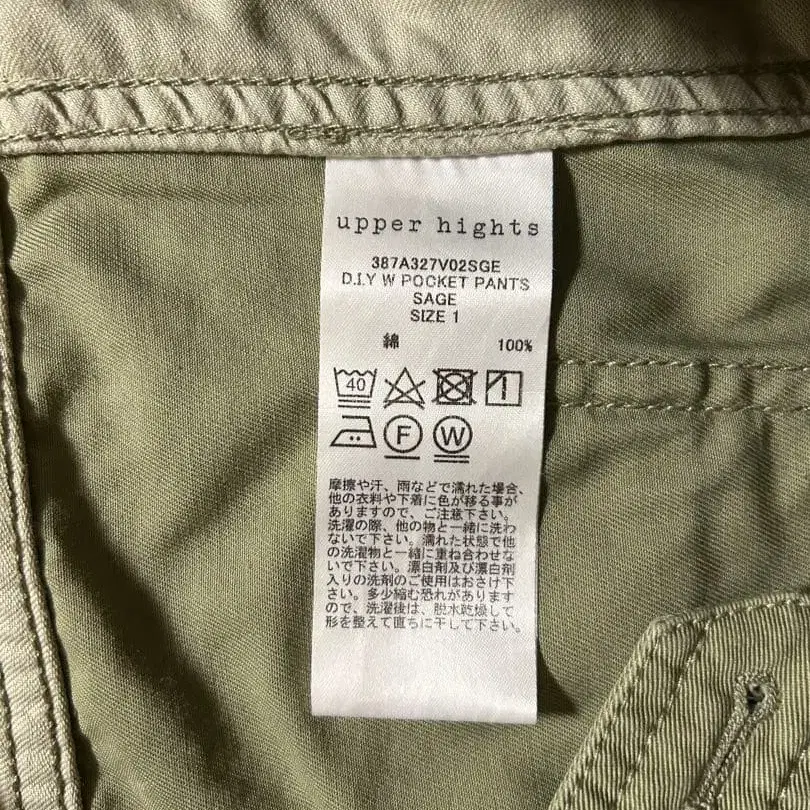 upper hights
387A327V02SGE
D.I.Y W POCKET PANTS
SAGE
SIZE 1
綿 100%
40
F W
摩擦や汗、雨などで濡れた場合、
他の衣料や下着に色が移る事が
ありますので、ご注意下さい。
洗濯の際、他の物と一緒に洗わ
ないで下さい。濡れた状態で他
の洗濯物と一緒に重ね合わせな
いで下さい。漂白剤及び漂白剤
入りの洗剤のご使用はおさけ下
さい。多少縮む恐れがあります
ので、洗濯後は、脱水乾燥して
形を整えて直ちに干して下さい。